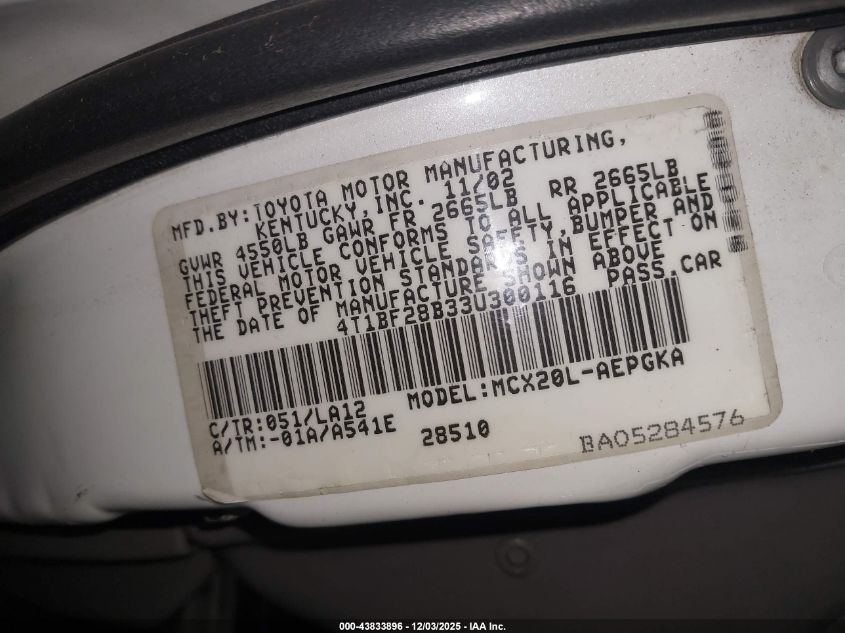 MFD.BY:TOYOTA MOTOR MANUFACTURING,
KENTUCKY,INC. 11/02
GVWR 4550LB GAWR FR 2665LB RR 2665LB
THIS VEHICLE CONFORMS TO ALL APPLICABLE
FEDERAL MOTOR VEHICLE SAFETY,BUMPER AND
THEFT PREVENTION STANDARDS IN EFFECT ON
THE DATE OF MANUFACTURE SHOWN ABOVE
4T1BF28B33U300116 PASS.CAR
MODEL:MCX20L-AEPGKA
C/TR:051/LA12
A/TM:-01A/A541E 28510
BA05284576
000-43833896 - 12/03/2025 - IAA Inc.